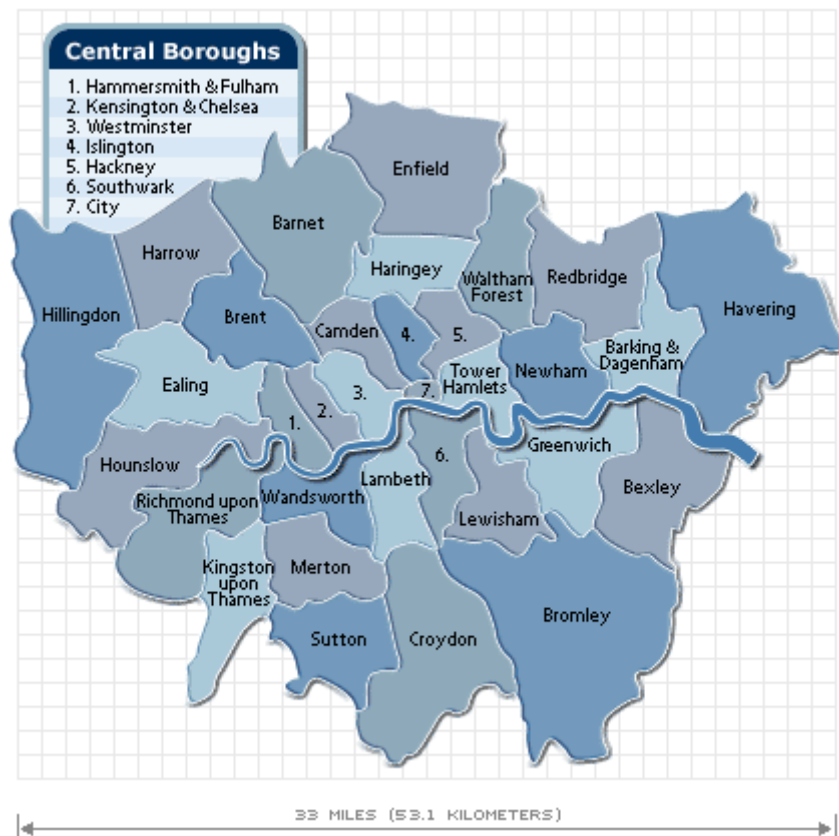 Central Boroughs
1. Hammersmith & Fulham
2. Kensington & Chelsea
3. Westminster
4. Islington
5. Hackney
6. Southwark
7. City
Enfield
Barnet
Harrow
Haringey
Waltham
Forest
Redbridge
Havering
Hillingdon
Brent
Camden
4.
5.
Barking &
Dagenham
Ealing
Tower
Hamlets
Newham
1.
2.
3.
7.
Hounslow
Greenwich
6.
Richmond upon
Thames
Wandsworth
Lambeth
Lewisham
Bexley
Kingston
upon
Thames
Merton
Sutton
Croydon
Bromley
33 MILES (53.1 KILOMETERS)